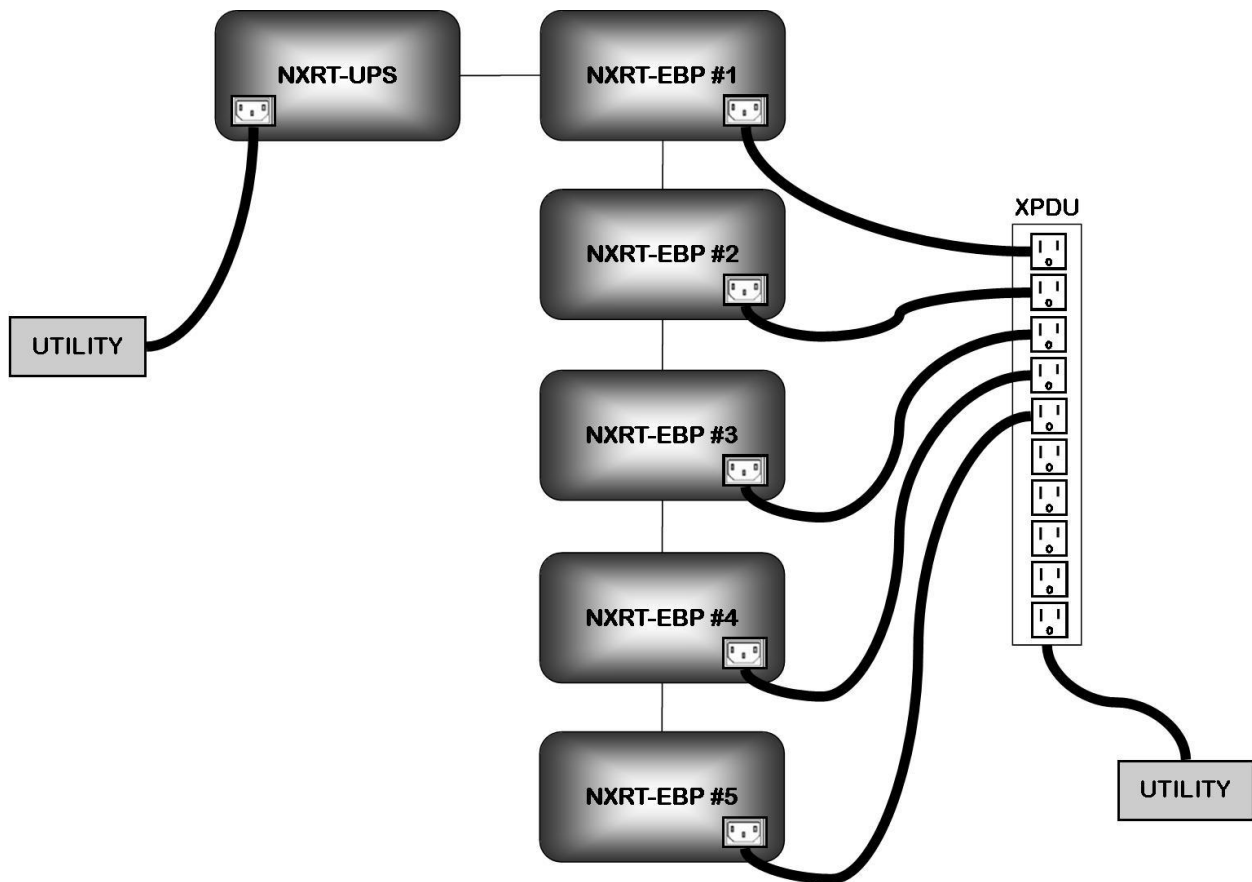 NXRT-UPS
NXRT-EBP #1
XPDU
NXRT-EBP #2
UTILITY
NXRT-EBP #3
NXRT-EBP #4
NXRT-EBP #5
UTILITY